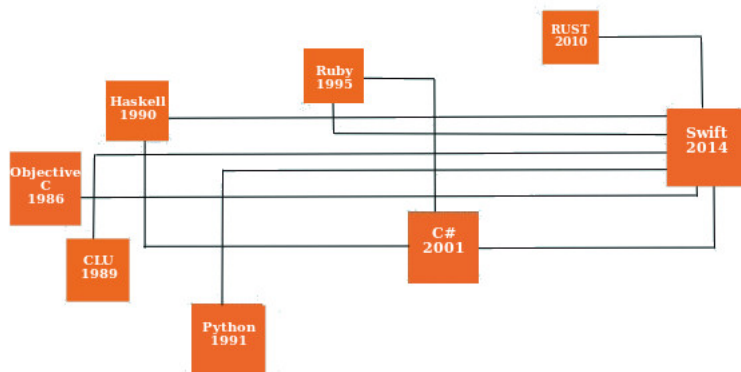 RUST
2010
Ruby
1995
Haskell
1990
Swift
2014
Objective
C
1986
C#
2001
CLU
1989
Python
1991